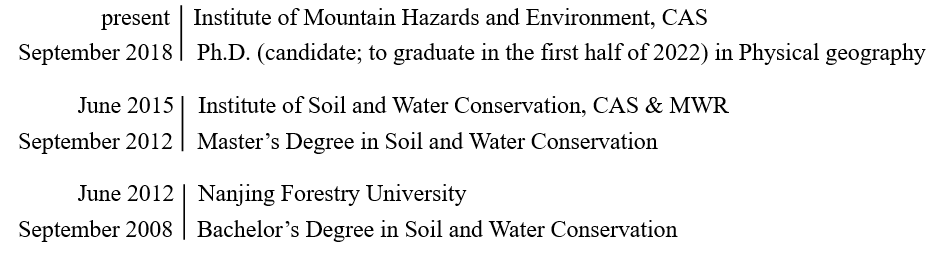 present Institute of Mountain Hazards and Environment, CAS
September 2018 Ph.D. (candidate; to graduate in the first half of 2022) in Physical geography
June 2015 Institute of Soil and Water Conservation, CAS & MWR
September 2012 Master’s Degree in Soil and Water Conservation
June 2012 Nanjing Forestry University
September 2008 Bachelor’s Degree in Soil and Water Conservation